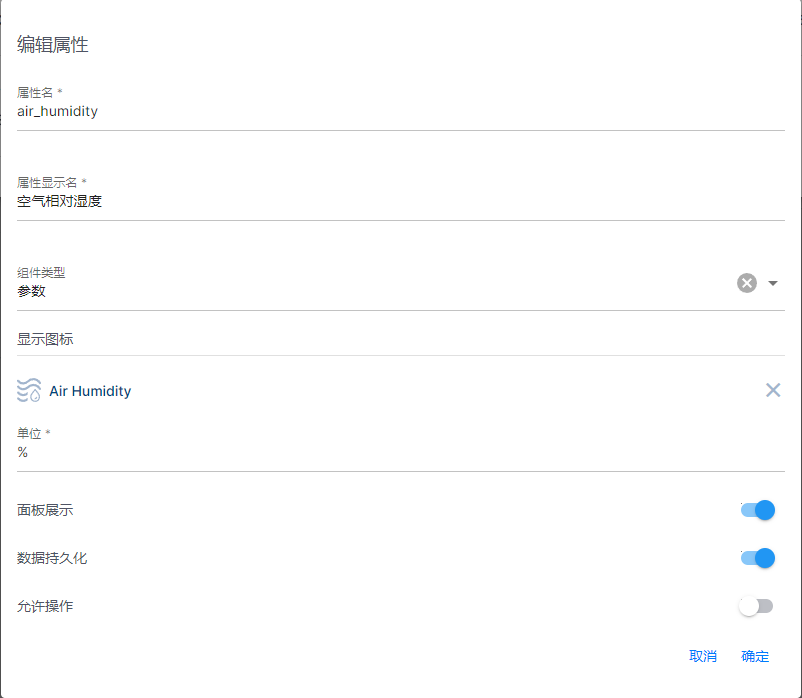 编辑属性
属性名 *
air_humidity
属性显示名 *
空气相对湿度
组件类型
参数
显示图标
Air Humidity
单位 *
%
面板展示
数据持久化
允许操作
取消 确定